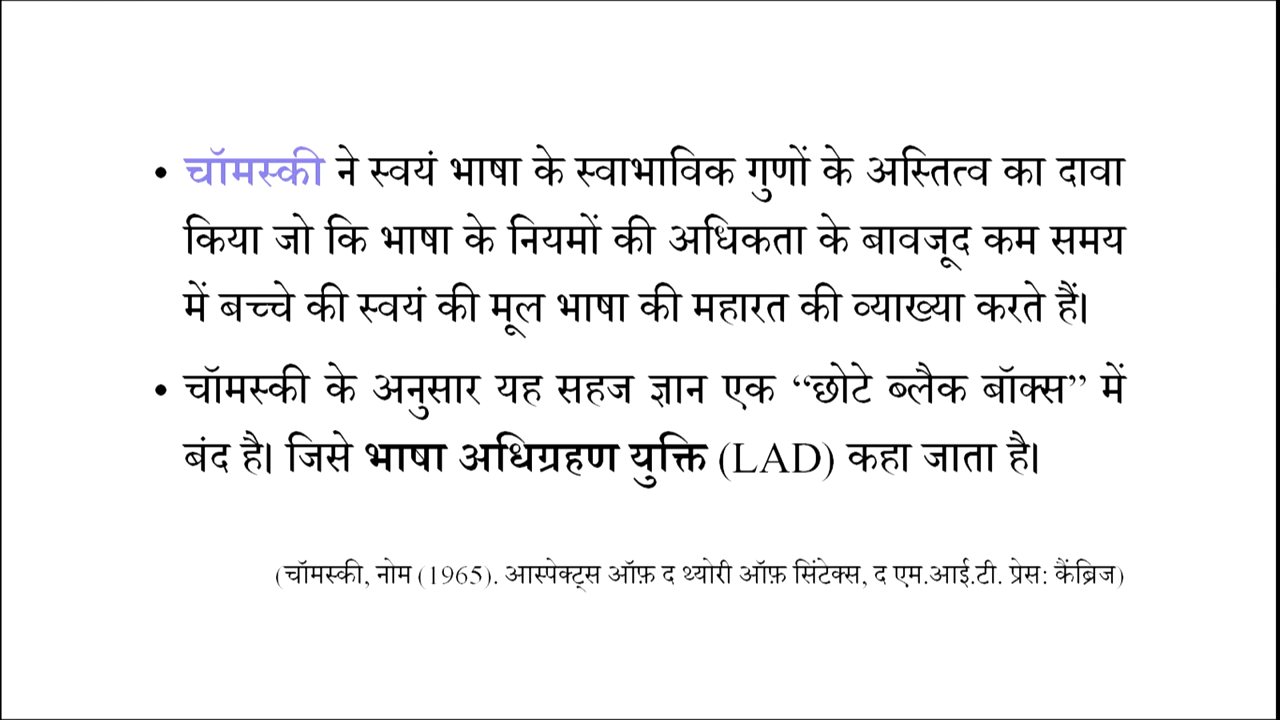 • चॉमस्की ने स्वयं भाषा के स्वाभाविक गुणों के अस्तित्व का दावा
किया जो कि भाषा के नियमों की अधिकता के बावजूद कम समय
में बच्चे की स्वयं की मूल भाषा की महारत की व्याख्या करते हैं।
• चॉमस्की के अनुसार यह सहज ज्ञान एक “छोटे ब्लैक बॉक्स” में
बंद है। जिसे भाषा अधिग्रहण युक्ति (LAD) कहा जाता है।
(चॉमस्की, नोम (1965). आस्पेक्ट्स ऑफ़ द थ्योरी ऑफ़ सिंटेक्स, द एम.आई.टी. प्रेस: कैंब्रिज)